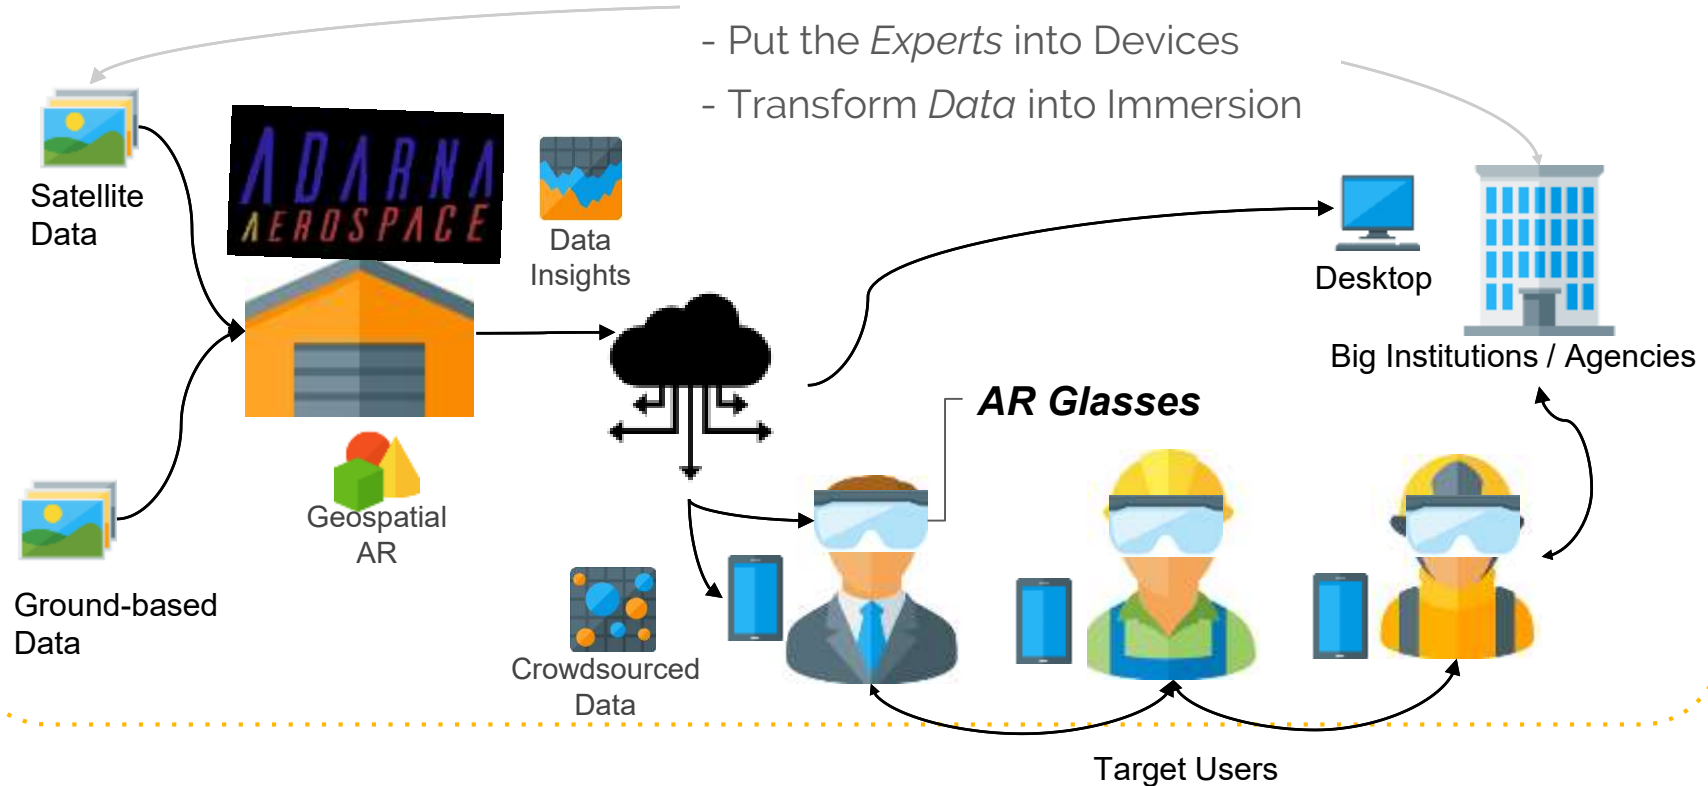 - Put the Experts into Devices
- Transform Data into Immersion
Satellite
Data
ADARNA
AEROSPACE
Data
Insights
Desktop
Big Institutions / Agencies
AR Glasses
Geospatial
AR
Ground-based
Data
Crowdsourced
Data
Target Users